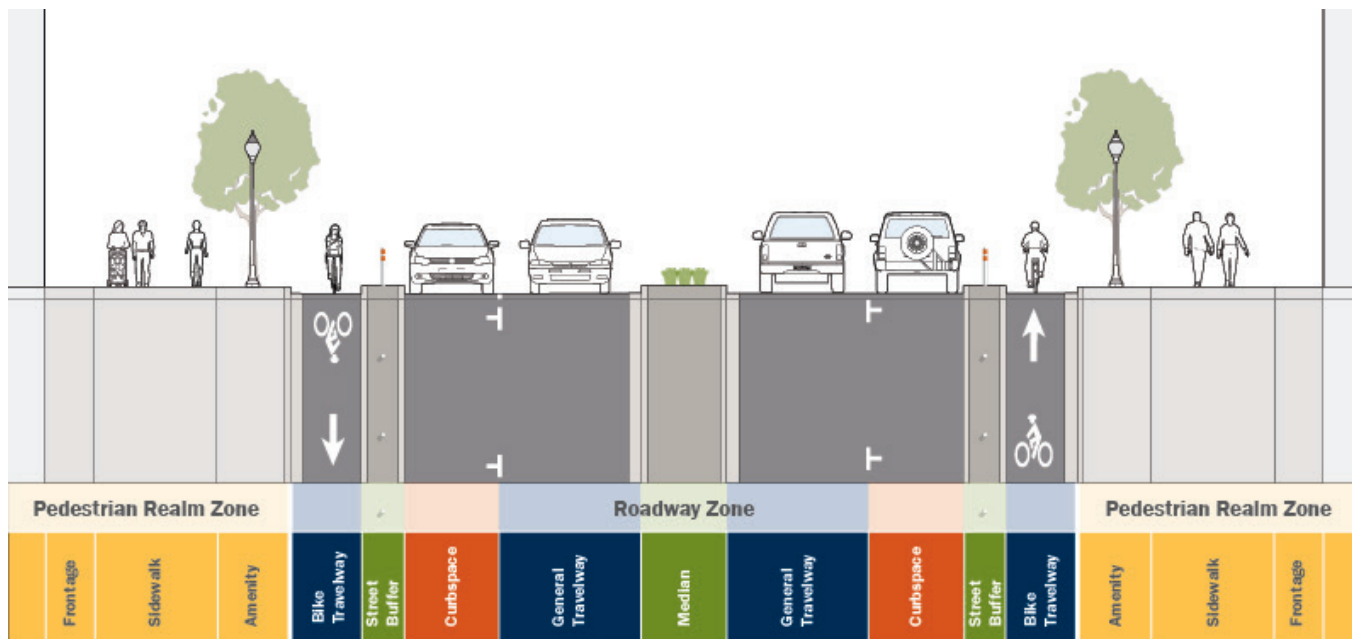 Pedestrian Realm Zone
Roadway Zone
Pedestrian Realm Zone
Frontage
Sidewalk
Amenity
Bike
Travelway
Street
Buffer
Curbspace
General
Travelway
Median
General
Travelway
Curbspace
Street
Buffer
Bike
Travelway
Amenity
Sidewalk
Frontage